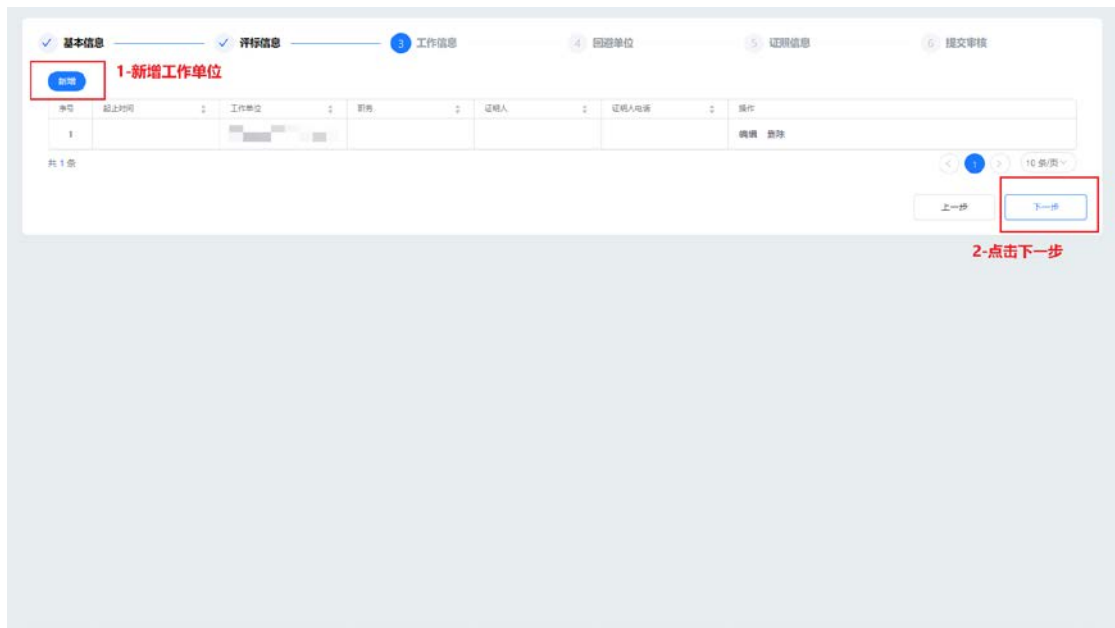 基本信息 评标信息 3 工作信息 4 回避单位 5 证照信息 6 提交审核
新增 1-新增工作单位
序号 起止时间 工作单位 职务 证明人 证明人电话 操作
1 编辑 删除
共 1 条 1 10 条/页
上一步 下一步
2-点击下一步